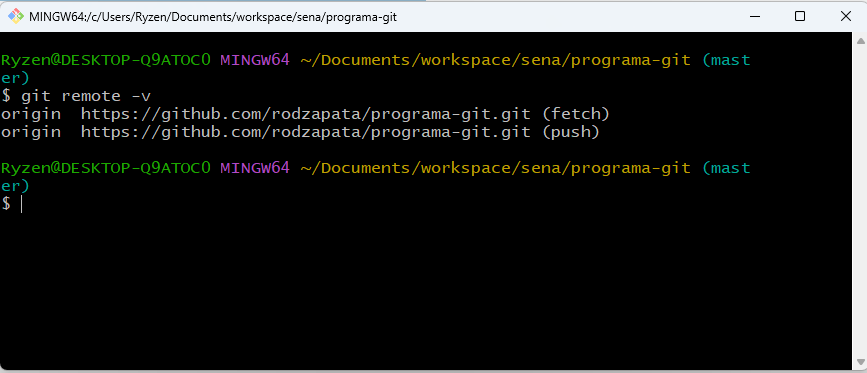 MINGW64:/c/Users/Ryzen/Documents/workspace/sena/programa-git
Ryzen@DESKTOP-Q9ATOC0 MINGW64 ~/Documents/workspace/sena/programa-git (mast
er)
$ git remote -v
origin  https://github.com/rodzapata/programa-git.git (fetch)
origin  https://github.com/rodzapata/programa-git.git (push)
Ryzen@DESKTOP-Q9ATOC0 MINGW64 ~/Documents/workspace/sena/programa-git (mast
er)
$